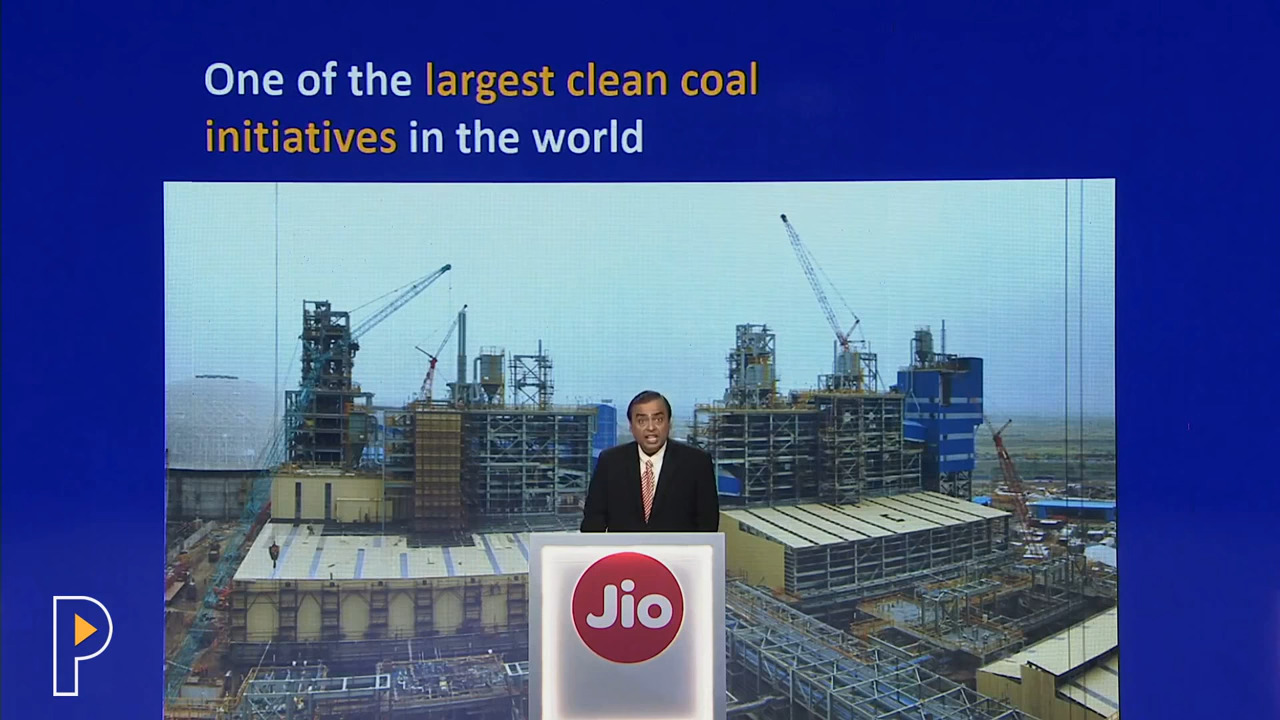 One of the largest clean coal
initiatives in the world
Jio
P